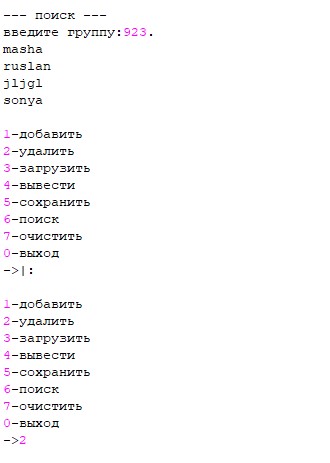 --- поиск ---
введите группу:923.
masha
ruslan
jljgl
sonya
1-добавить
2-удалить
3-загрузить
4-вывести
5-сохранить
6-поиск
7-очистить
0-выход
->|:
1-добавить
2-удалить
3-загрузить
4-вывести
5-сохранить
6-поиск
7-очистить
0-выход
->2